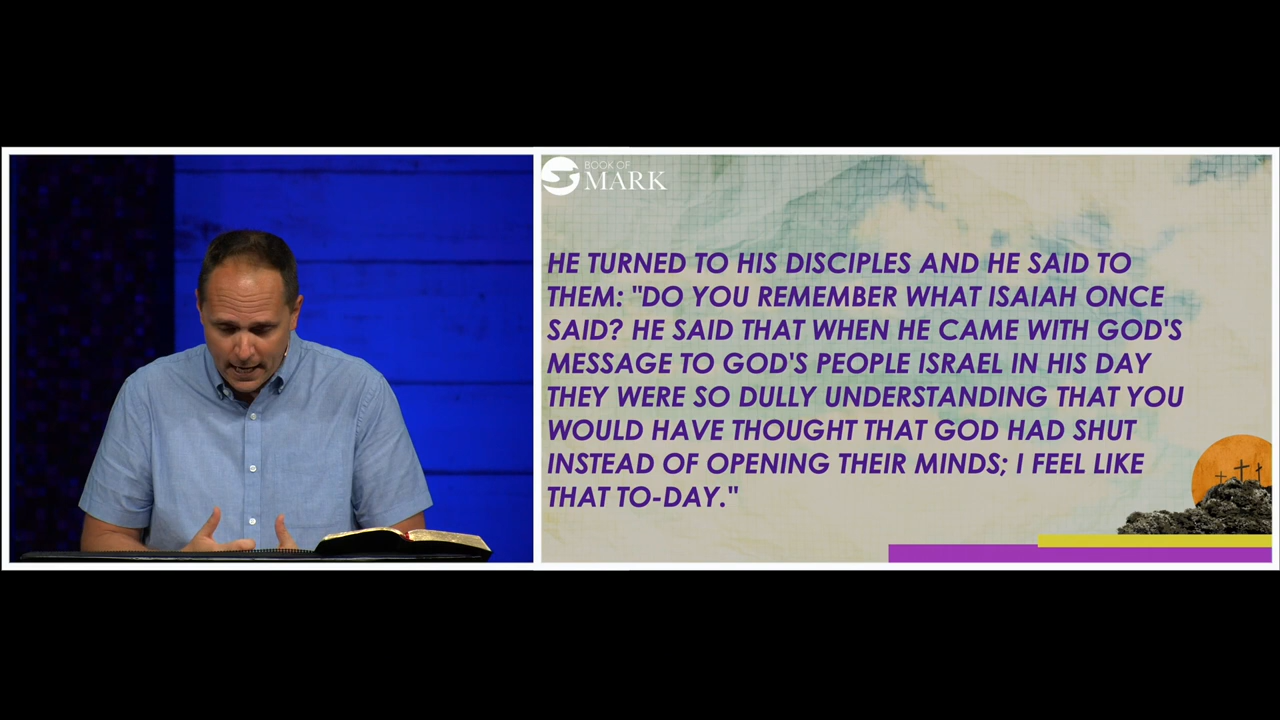 BOOK OF
MARK
HE TURNED TO HIS DISCIPLES AND HE SAID TO
THEM: "DO YOU REMEMBER WHAT ISAIAH ONCE
SAID? HE SAID THAT WHEN HE CAME WITH GOD'S
MESSAGE TO GOD'S PEOPLE ISRAEL IN HIS DAY
THEY WERE SO DULLY UNDERSTANDING THAT YOU
WOULD HAVE THOUGHT THAT GOD HAD SHUT
INSTEAD OF OPENING THEIR MINDS; I FEEL LIKE
THAT TO-DAY."